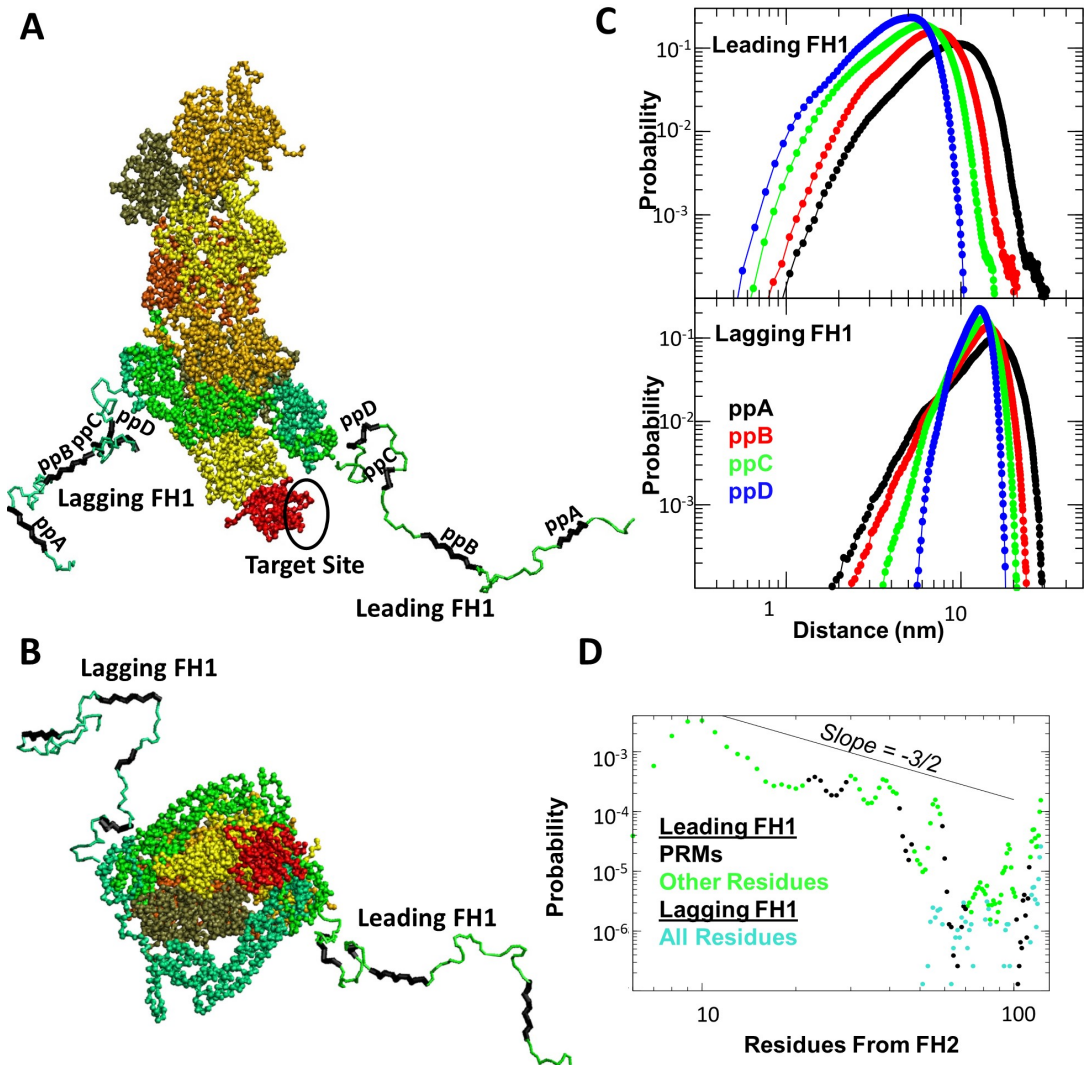 A
ppB
ppC
ppD
Lagging FH1
ppA
ppD
ppC
ppB
ppA
Target Site
Leading FH1
B
Lagging FH1
Leading FH1
C
Leading FH1
Probability
10-1
10-2
10-3
Lagging FH1
Probability
10-1
10-2
10-3
ppA
ppB
ppC
ppD
1
10
Distance (nm)
D
Slope = -3/2
Probability
10-3
10-4
10-5
10-6
Leading FH1
PRMs
Other Residues
Lagging FH1
All Residues
10
100
Residues From FH2